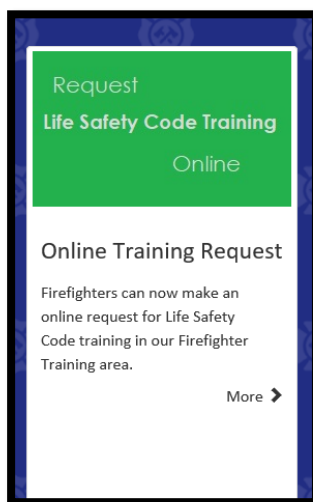 Request
Life Safety Code Training
Online
Online Training Request
Firefighters can now make an
online request for Life Safety
Code training in our Firefighter
Training area.
More